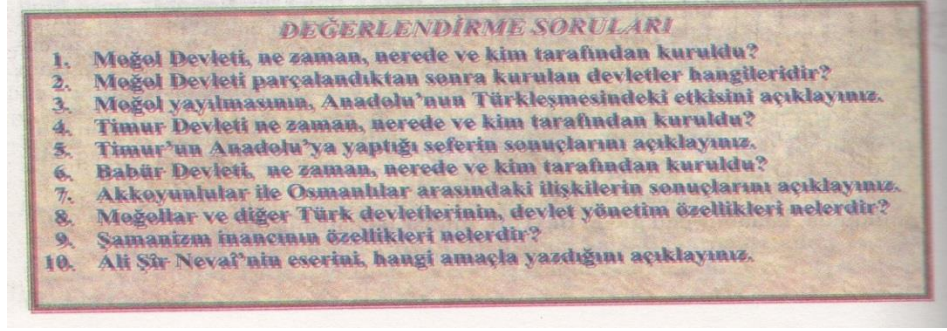 DEĞERLENDİRME SORULARI
1. Moğol Devleti, ne zaman, nerede ve kim tarafından kuruldu?
2. Moğol Devleti parçalandıktan sonra kurulan devletler hangileridir?
3. Moğol yayılmasının, Anadolu'nun Türkleşmesindeki etkisini açıklayınız.
4. Timur Devleti ne zaman, nerede ve kim tarafından kuruldu?
5. Timur'un Anadolu'ya yaptığı seferin sonuçlarını açıklayınız.
6. Babür Devleti, ne zaman, nerede ve kim tarafından kuruldu?
7. Akkoyunlular ile Osmanlılar arasındaki ilişkilerin sonuçlarını açıklayınız.
8. Moğollar ve diğer Türk devletlerinin, devlet yönetim özellikleri nelerdir?
9. Şamanizm inancının özellikleri nelerdir?
10. Ali Şîr Nevaî'nin eserini, hangi amaçla yazdığını açıklayınız.